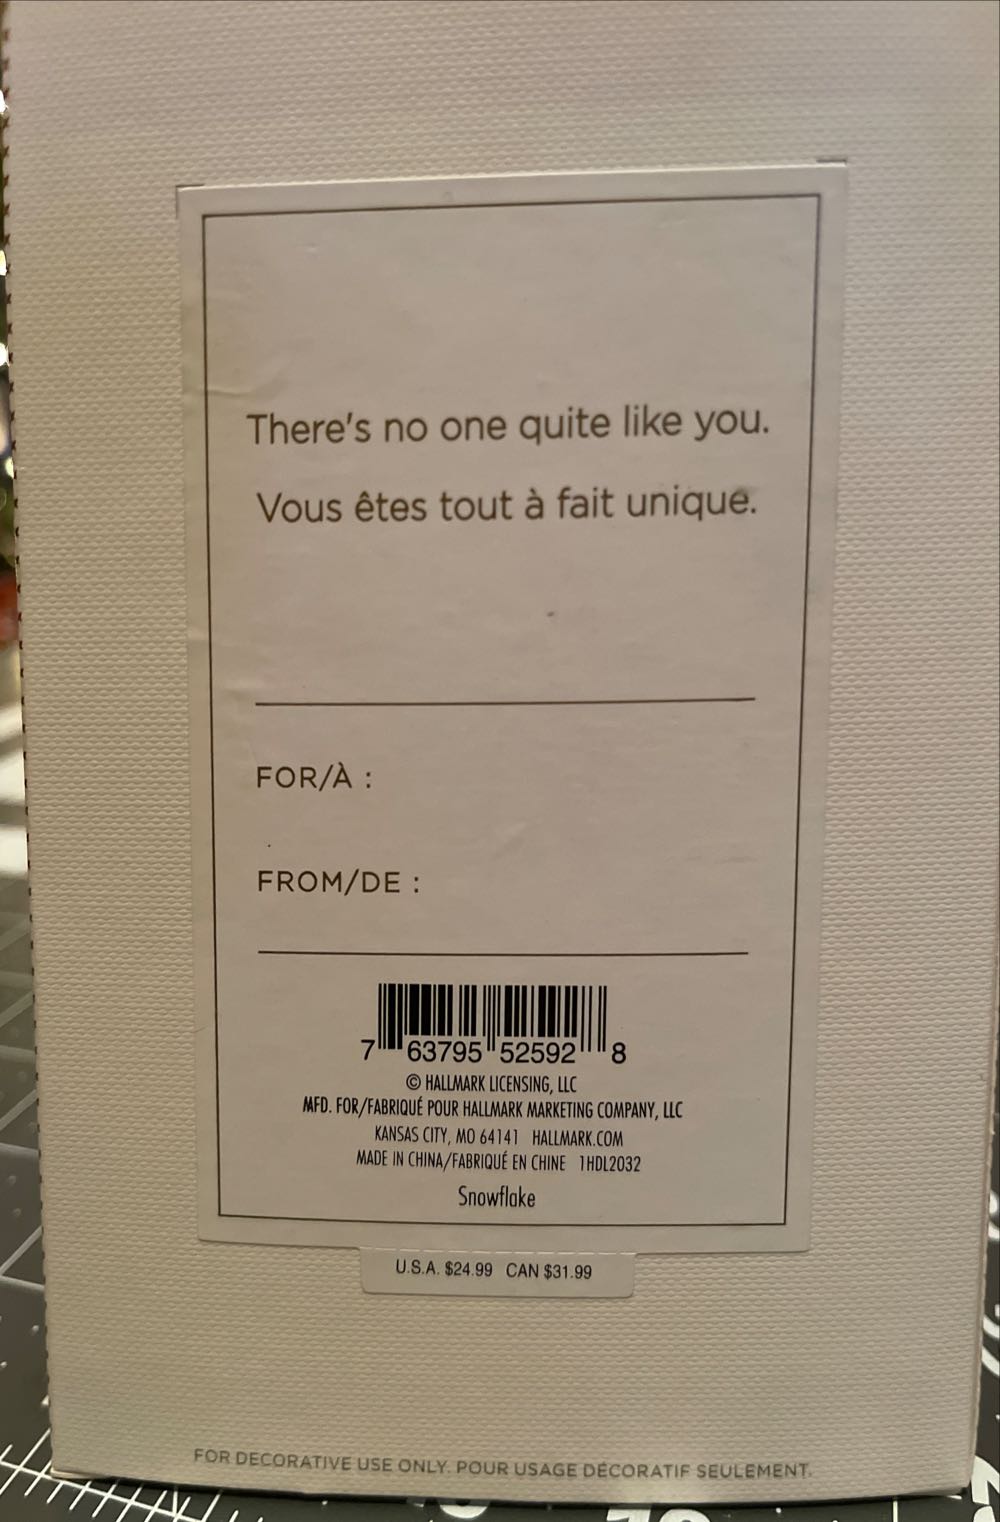 There's no one quite like you.
Vous êtes tout à fait unique.
FOR/À :
FROM/DE :
7 63795 52592 8
© HALLMARK LICENSING, LLC
MFD. FOR/FABRIQUÉ POUR HALLMARK MARKETING COMPANY, LLC
KANSAS CITY, MO 64141 HALLMARK.COM
MADE IN CHINA/FABRIQUÉ EN CHINE 1HDL2032
Snowflake
U.S.A. $24.99 CAN $31.99
FOR DECORATIVE USE ONLY. POUR USAGE DÉCORATIF SEULEMENT.